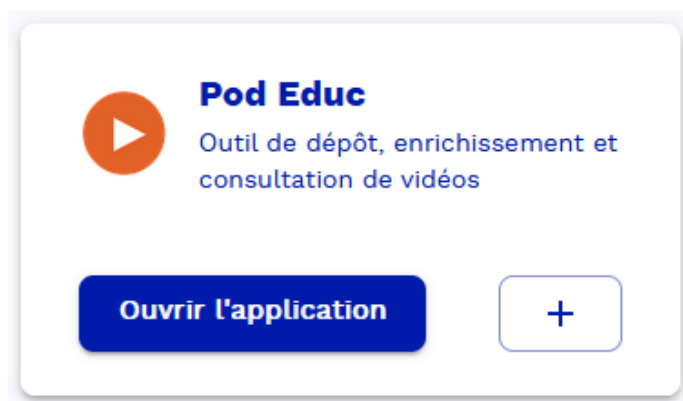 Pod Educ
Outil de dépôt, enrichissement et
consultation de vidéos
Ouvrir l'application
+